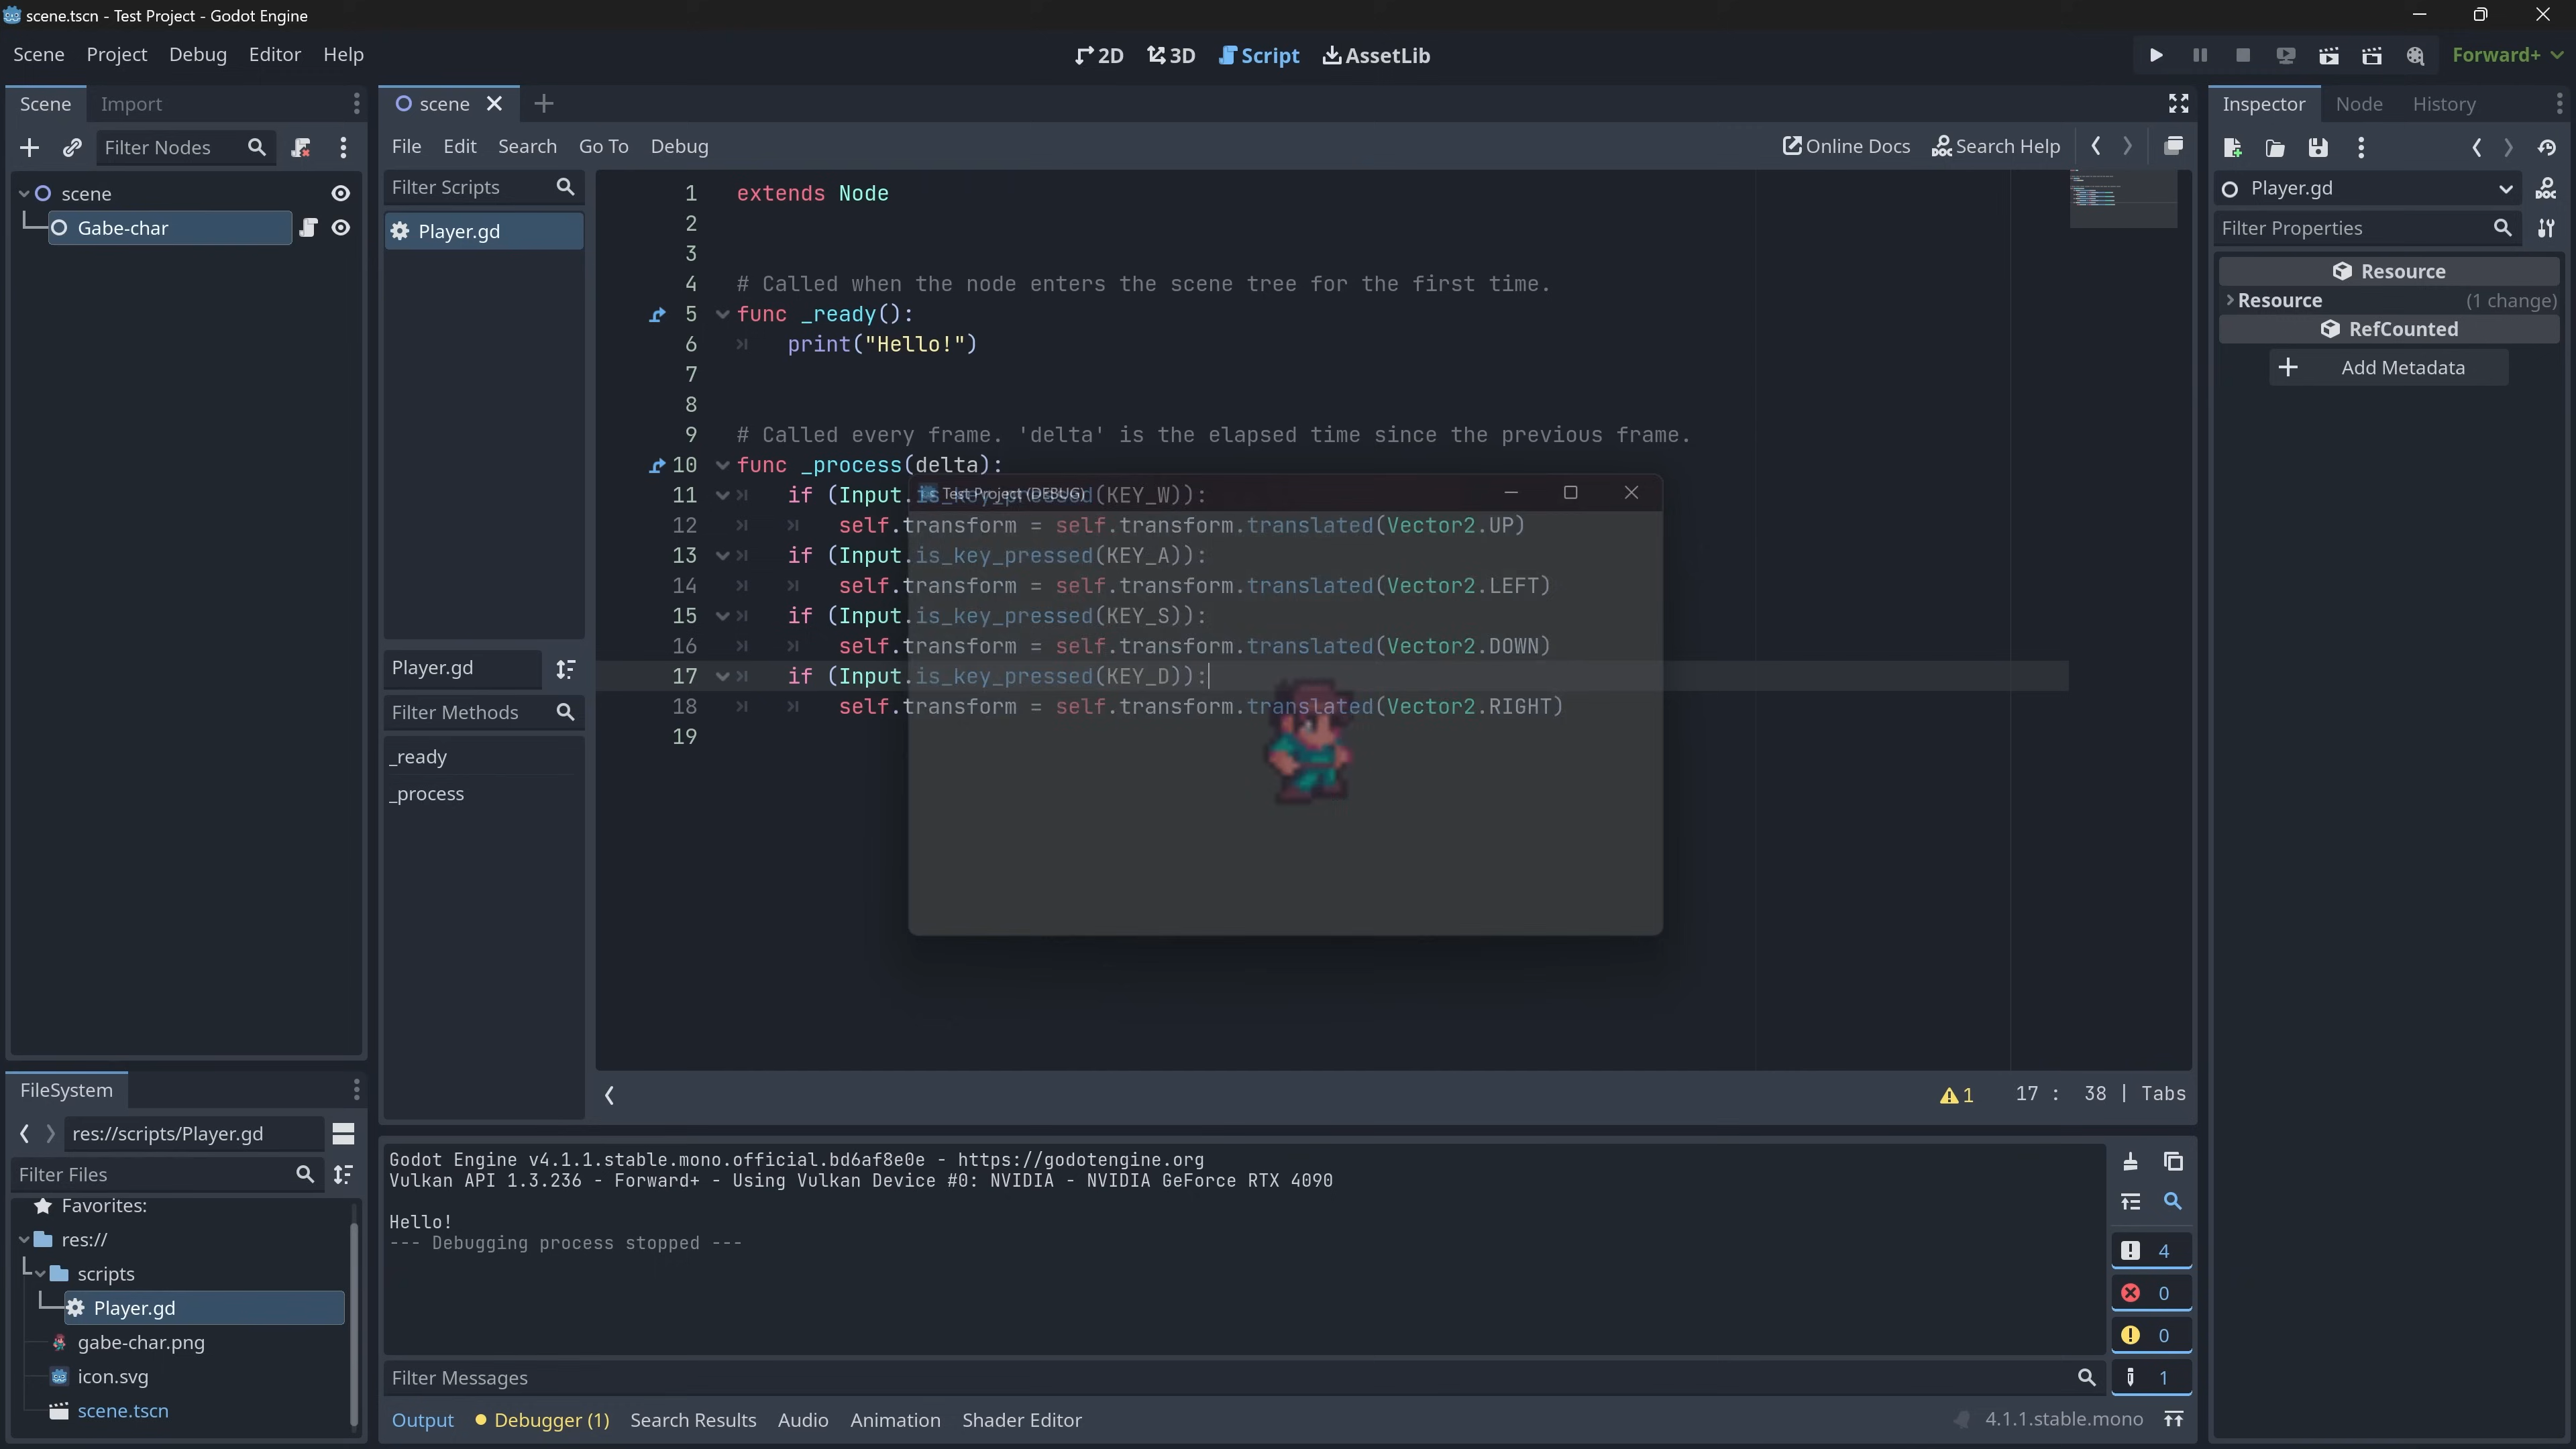 scene.tscn - Test Project - Godot Engine
Scene Project Debug Editor Help
2D 3D Script AssetLib
Forward+
Scene Import
Filter Nodes
scene
Gabe-char
scene
File Edit Search Go To Debug
Online Docs Search Help
Filter Scripts
Player.gd
Player.gd
Filter Methods
_ready
_process
1 extends Node
2
3
4 # Called when the node enters the scene tree for the first time.
5 func _ready():
6 print("Hello!")
7
8
9 # Called every frame. 'delta' is the elapsed time since the previous frame.
10 func _process(delta):
11 if (Input.is_key_pressed(KEY_W)):
Test Project (DEBUG)
12 self.transform = self.transform.translated(Vector2.UP)
13 if (Input.is_key_pressed(KEY_A)):
14 self.transform = self.transform.translated(Vector2.LEFT)
15 if (Input.is_key_pressed(KEY_S)):
16 self.transform = self.transform.translated(Vector2.DOWN)
17 if (Input.is_key_pressed(KEY_D)):
18 self.transform = self.transform.translated(Vector2.RIGHT)
19
1 17 : 38 | Tabs
Inspector Node History
Player.gd
Filter Properties
Resource
Resource (1 change)
RefCounted
Add Metadata
FileSystem
res://scripts/Player.gd
Filter Files
Favorites:
res://
scripts
Player.gd
gabe-char.png
icon.svg
scene.tscn
Godot Engine v4.1.1.stable.mono.official.bd6af8e0e - https://godotengine.org
Vulkan API 1.3.236 - Forward+ - Using Vulkan Device #0: NVIDIA - NVIDIA GeForce RTX 4090
Hello!
--- Debugging process stopped ---
4
0
0
1
Filter Messages
Output Debugger (1) Search Results Audio Animation Shader Editor
4.1.1.stable.mono